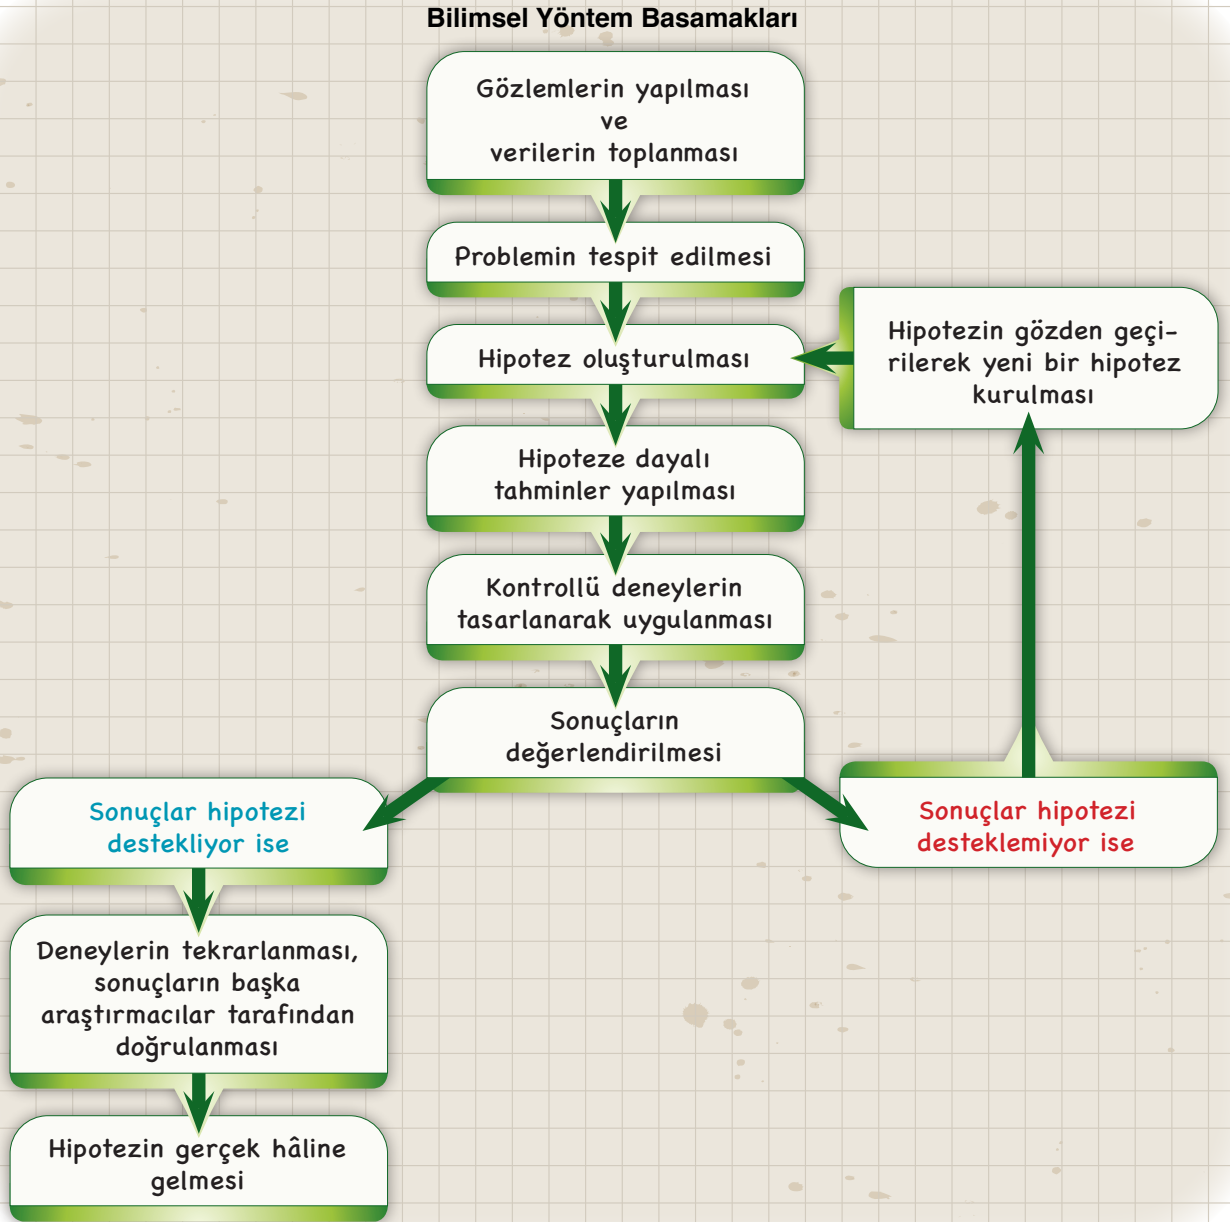 Bilimsel Yöntem Basamakları
Gözlemlerin yapılması
ve
verilerin toplanması
Problemin tespit edilmesi
Hipotez oluşturulması
Hipotezin gözden geçi-
rilerek yeni bir hipotez
kurulması
Hipoteze dayalı
tahminler yapılması
Kontrollü deneylerin
tasarlanarak uygulanması
Sonuçların
değerlendirilmesi
Sonuçlar hipotezi
destekliyor ise
Sonuçlar hipotezi
desteklemiyor ise
Deneylerin tekrarlanması,
sonuçların başka
araştırmacılar tarafından
doğrulanması
Hipotezin gerçek hâline
gelmesi